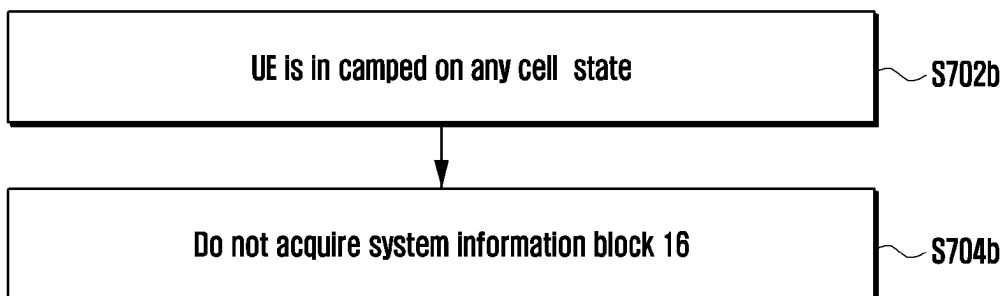 UE is in camped on any cell state
S702b
Do not acquire system information block 16
S704b